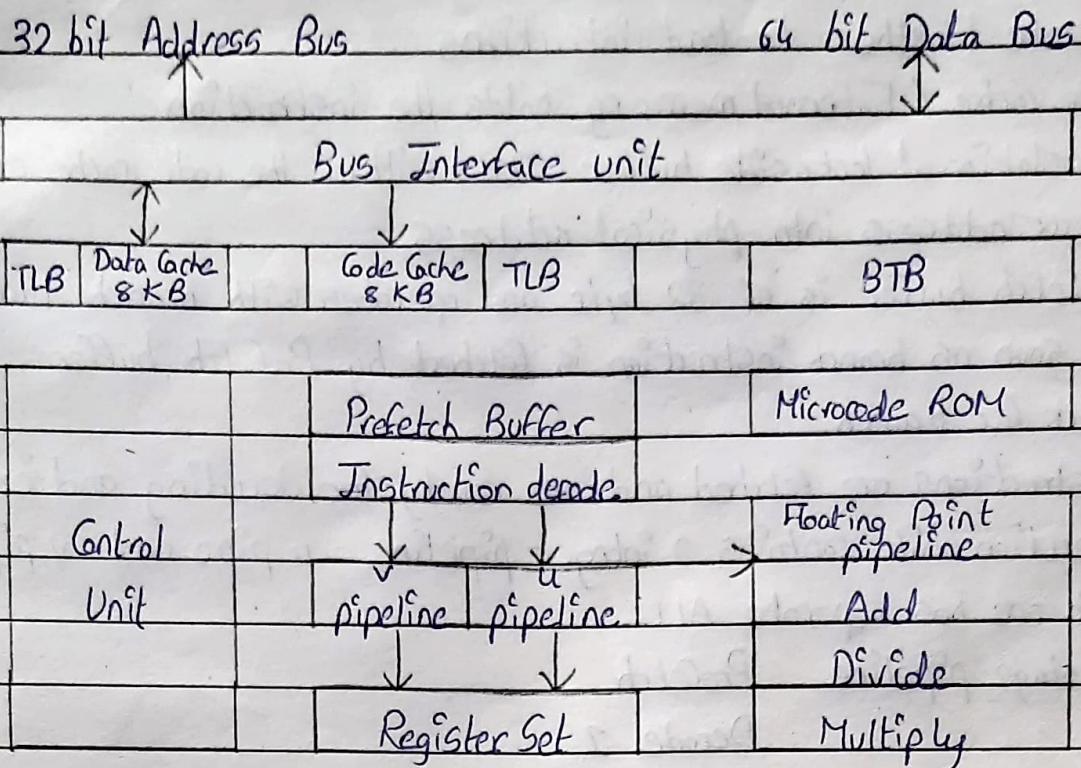 32 bit Address Bus 64 bit Data Bus
Bus Interface unit
TLB Data Cache 8 KB Code Cache 8 KB TLB BTB
Prefetch Buffer Microcode ROM
Instruction decode
Control Unit
Floating Point pipeline
v pipeline u pipeline
Add
Divide
Register Set Multiply